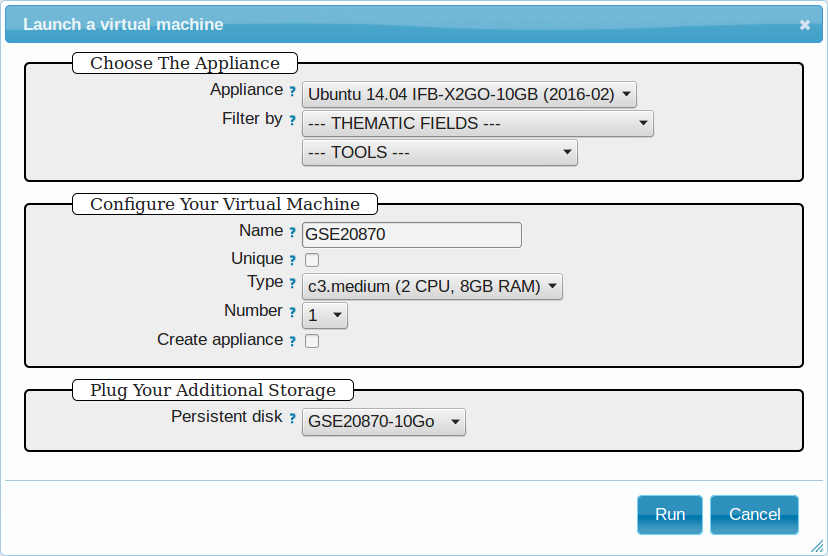 Launch a virtual machine
Choose The Appliance
Appliance ? Ubuntu 14.04 IFB-X2GO-10GB (2016-02)
Filter by ? --- THEMATIC FIELDS ---
--- TOOLS ---
Configure Your Virtual Machine
Name ? GSE20870
Unique ?
Type ? c3.medium (2 CPU, 8GB RAM)
Number ? 1
Create appliance ?
Plug Your Additional Storage
Persistent disk ? GSE20870-10Go
Run Cancel